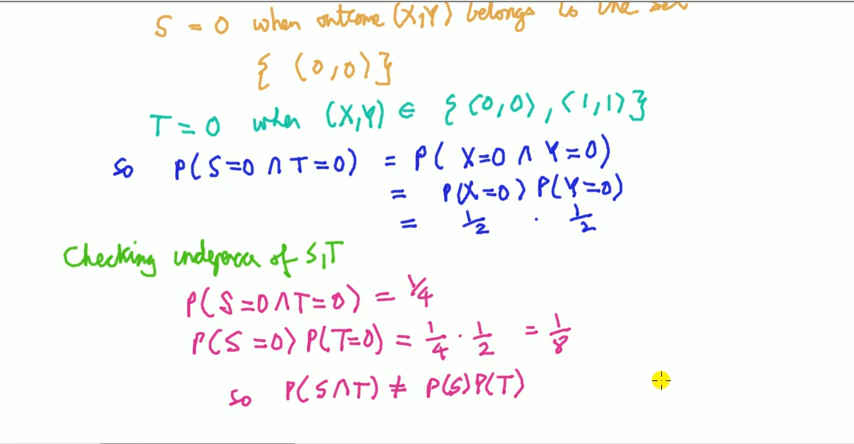 S = 0 when outcome (X,Y) belongs to the set
{ (0,0)}
T = 0 when (X,Y) ∈ { (0,0), (1,1)}
so P(S=0 ∩ T=0) = P( X=0 ∩ Y=0)
= P(X=0) P(Y=0)
= 1/2 · 1/2
Checking of S,T
P(S=0∩T=0) = 1/4
P(S=0) P(T=0) = 1/4 · 1/2 = 1/8
so P(S∩T) ≠ P(S)P(T)